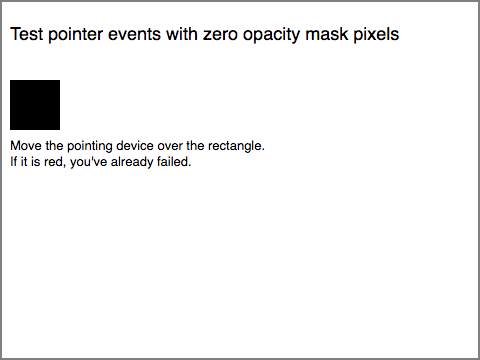 Test pointer events with zero opacity mask pixels
Move the pointing device over the rectangle.
If it is red, you've already failed.